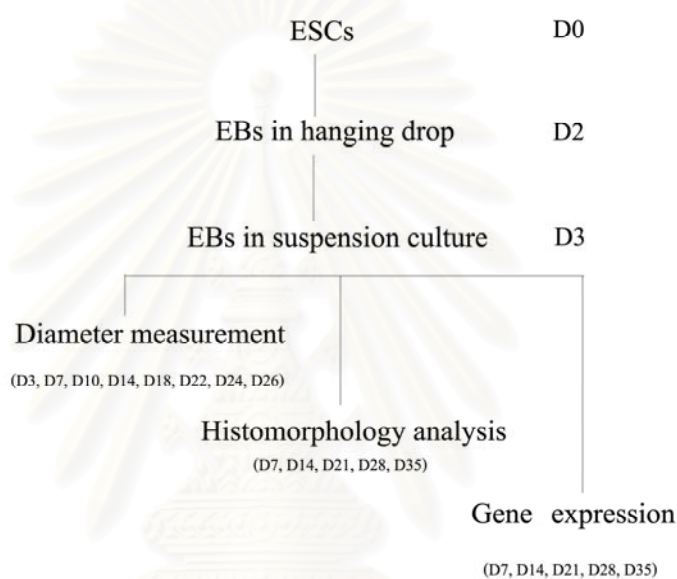 ESCs D0
EBs in hanging drop D2
EBs in suspension culture D3
Diameter measurement
(D3, D7, D10, D14, D18, D22, D24, D26)
Histomorphology analysis
(D7, D14, D21, D28, D35)
Gene expression
(D7, D14, D21, D28, D35)